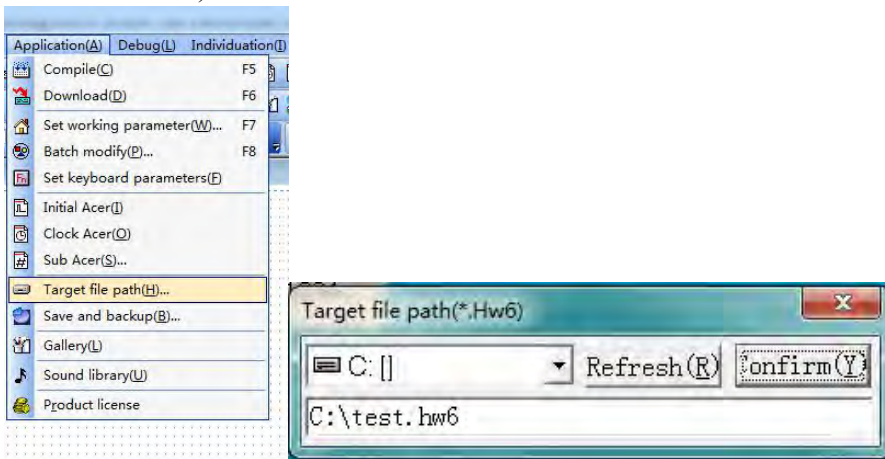 Application(A) Debug(L) Individuation(I)
Compile(C) F5
Download(D) F6
Set working parameter(W)... F7
Batch modify(P)... F8
Set keyboard parameters(F)
Initial Acer(I)
Clock Acer(O)
Sub Acer(S)...
Target file path(H)...
Save and backup(B)...
Gallery(L)
Sound library(U)
Product license
Target file path(*.Hw6)
C: [] Refresh(R) Confirm(Y)
C:\test.hw6